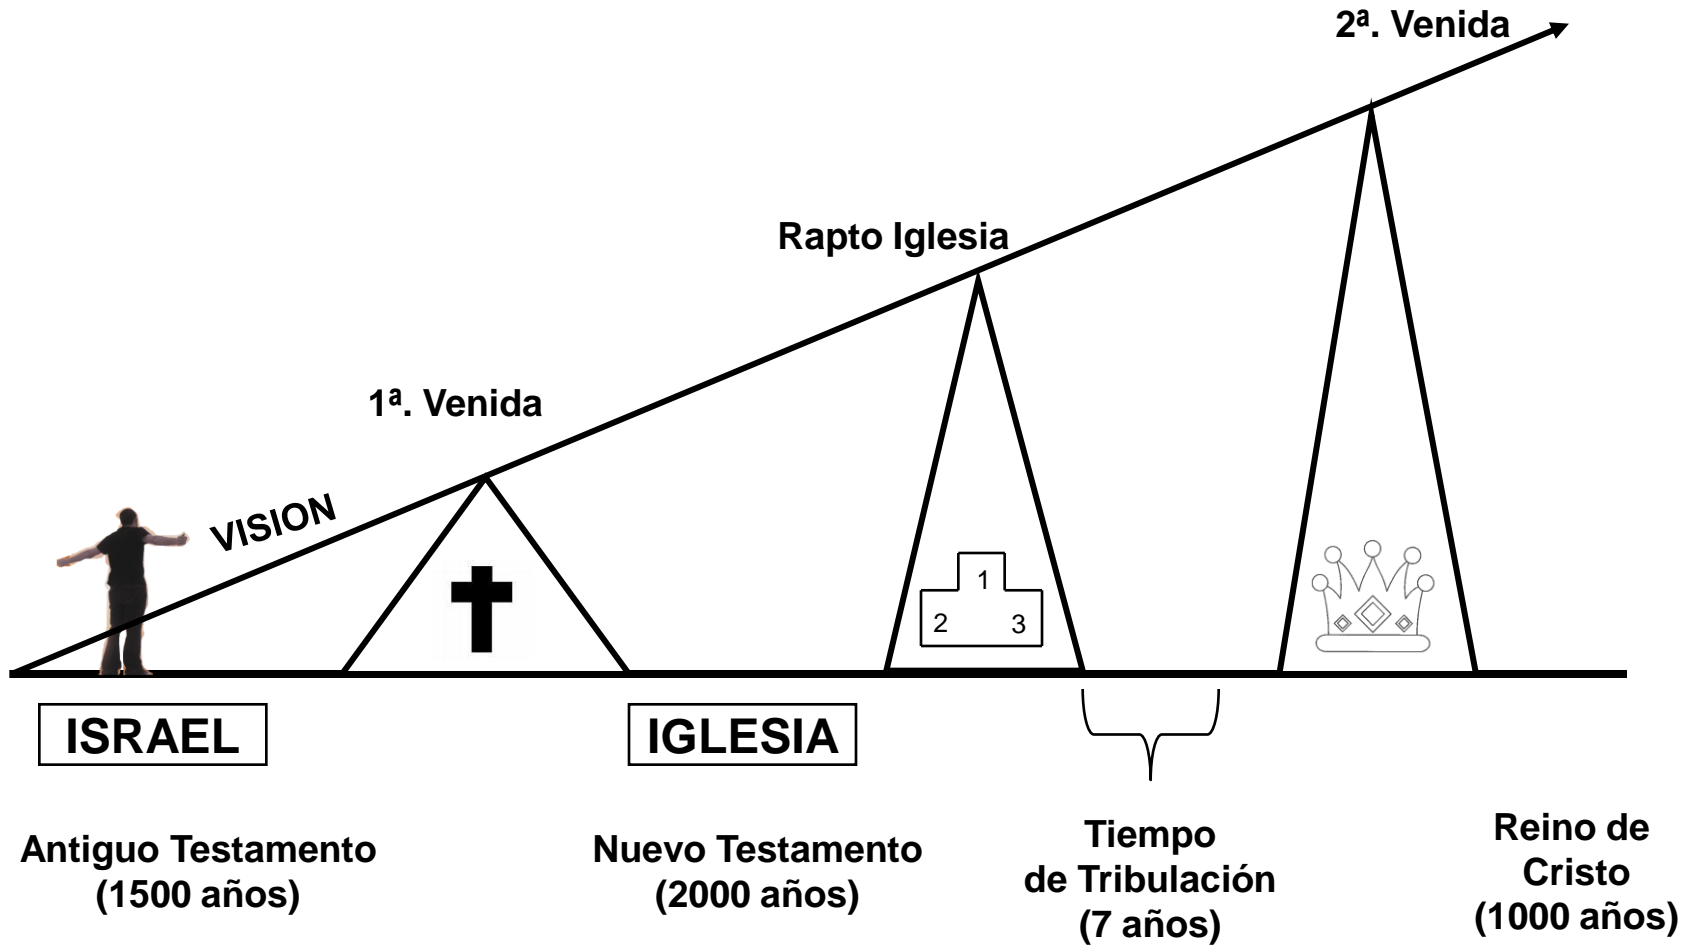 2ª. Venida
Rapto Iglesia
1ª. Venida
VISION
1
2 3
ISRAEL
IGLESIA
Antiguo Testamento
(1500 años)
Nuevo Testamento
(2000 años)
Tiempo
de Tribulación
(7 años)
Reino de
Cristo
(1000 años)